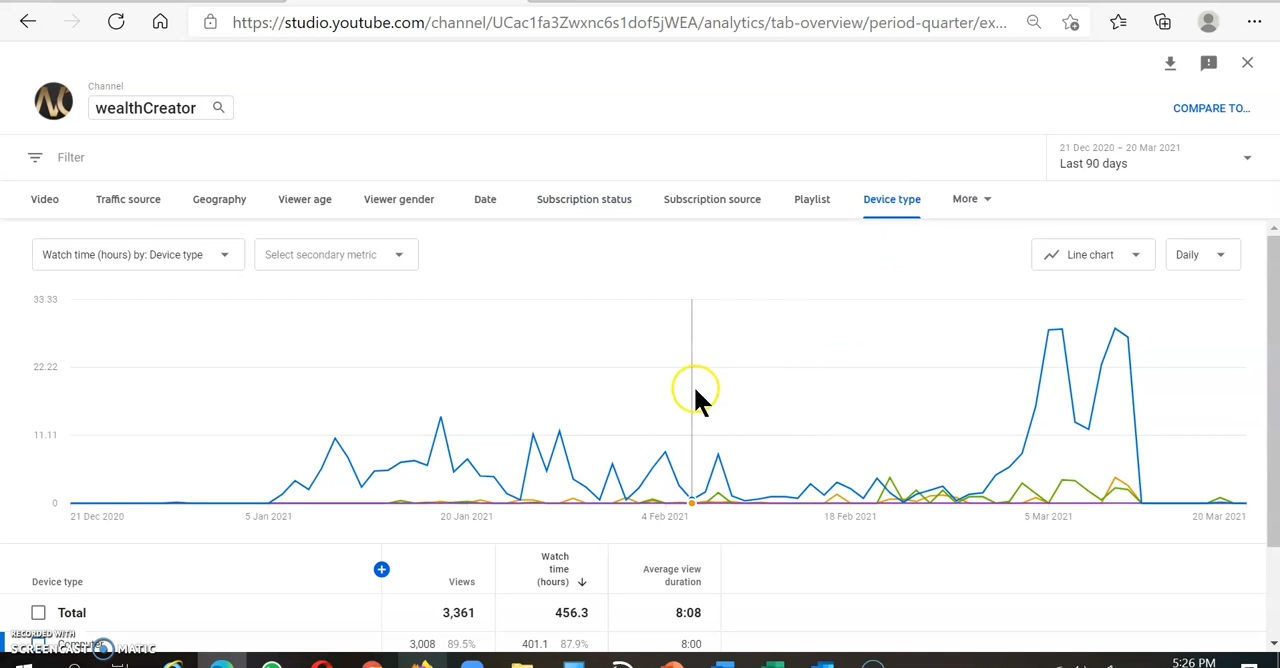 https://studio.youtube.com/channel/UCac1fa3Zwxnc6s1dof5jWEA/analytics/tab-overview/period-quarter/ex...
Channel
wealthCreator
COMPARE TO...
Filter
21 Dec 2020 – 20 Mar 2021
Last 90 days
Video Traffic source Geography Viewer age Viewer gender Date Subscription status Subscription source Playlist Device type More
Watch time (hours) by: Device type Select secondary metric Line chart Daily
33.33
22.22
11.11
0
21 Dec 2020 5 Jan 2021 20 Jan 2021 4 Feb 2021 18 Feb 2021 5 Mar 2021 20 Mar 2021
Device type Views Watch time (hours) Average view duration
Total 3,361 456.3 8:08
Computer 3,008 89.5% 401.1 87.9% 8:00
RECORDED WITH
SCREENCAST MATIC
5:26 PM